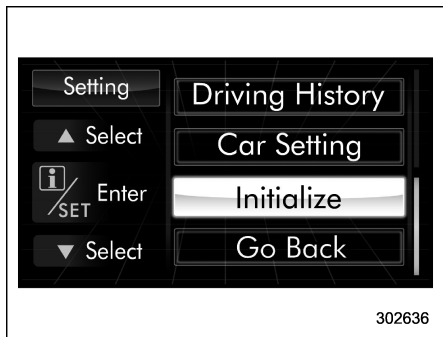 Setting
▲ Select
i/SET Enter
▼ Select
Driving History
Car Setting
Initialize
Go Back
302636